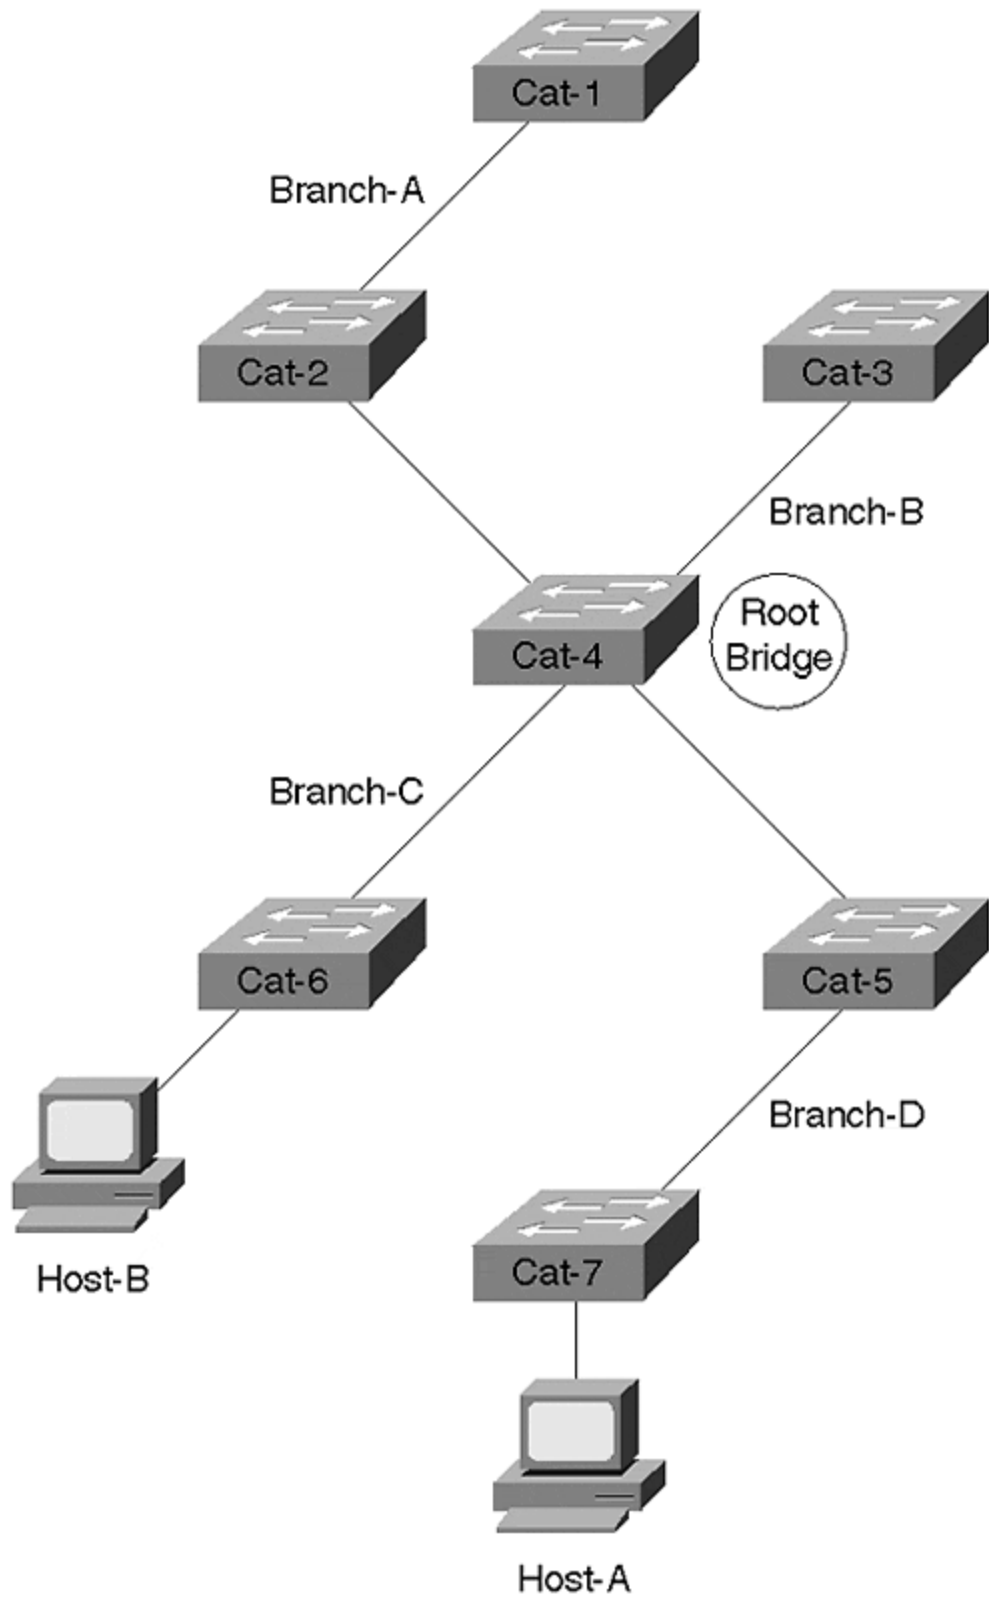 Cat-1
Branch-A
Cat-2
Cat-3
Branch-B
Cat-4
Root
Bridge
Branch-C
Cat-6
Cat-5
Branch-D
Cat-7
Host-B
Host-A